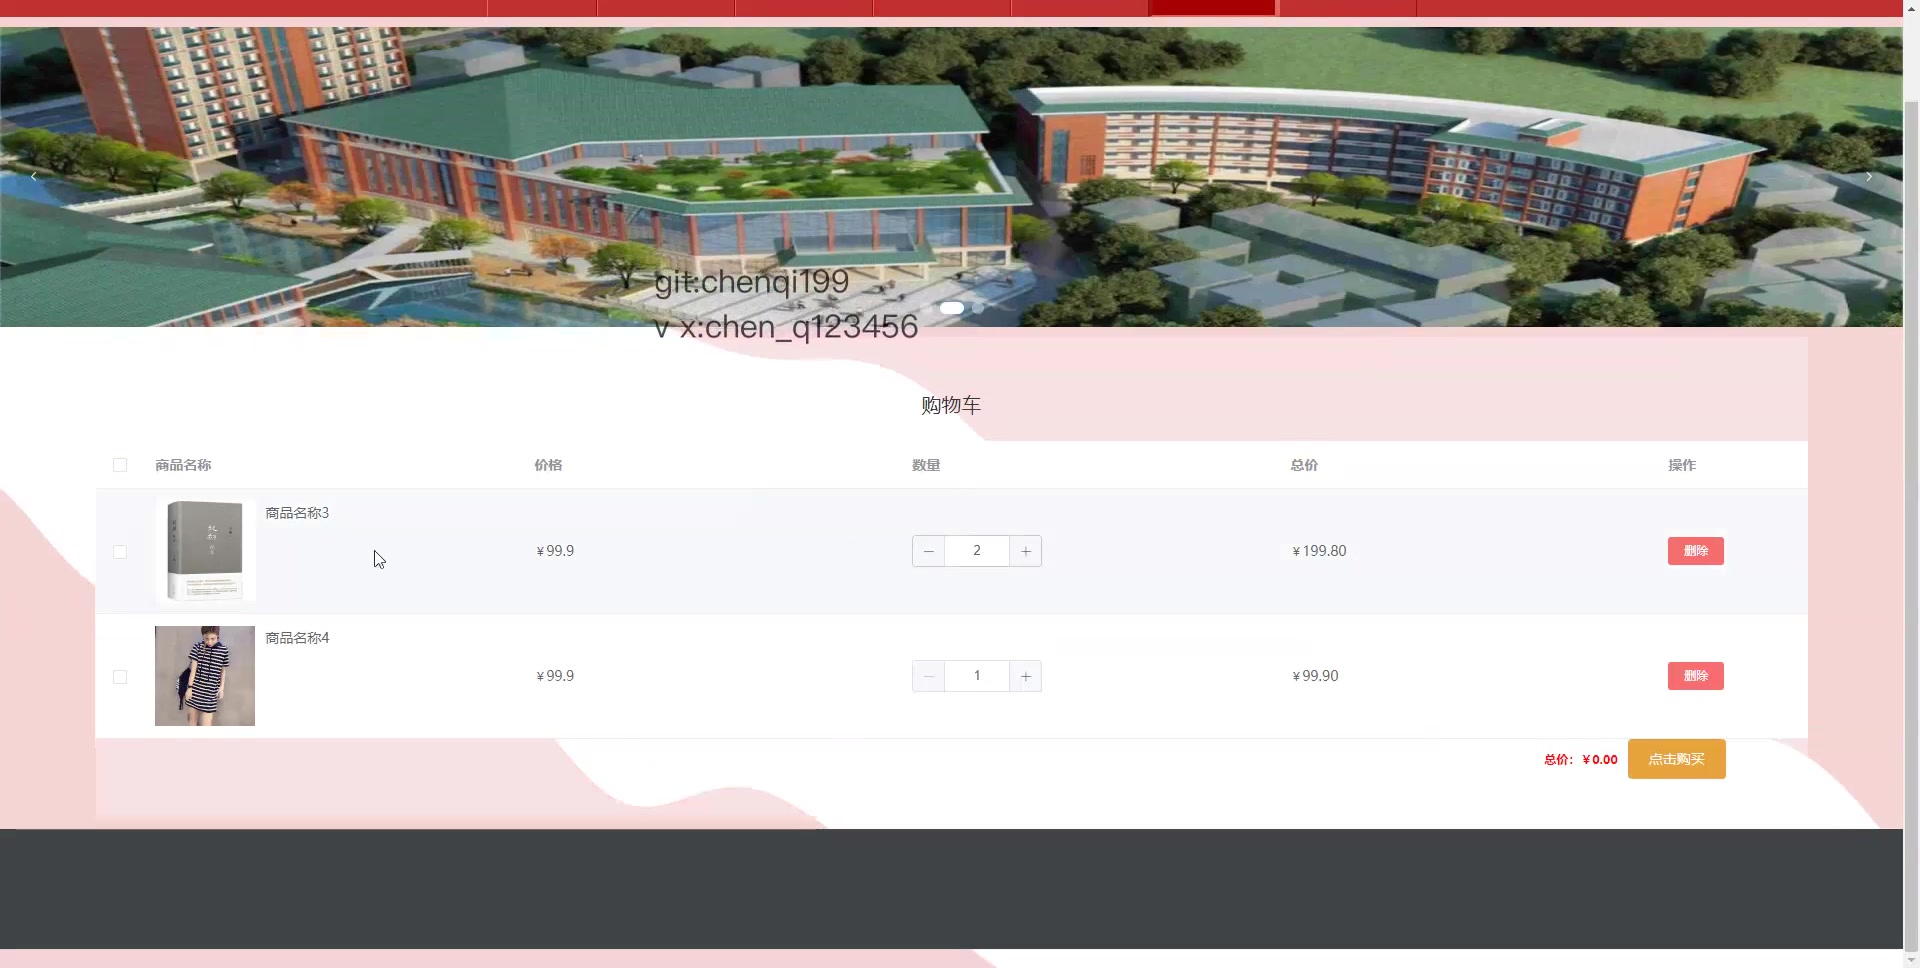 git:chenqi199
v x:chen_q123456
购物车
商品名称 价格 数量 总价 操作
商品名称3
¥99.9 2 ¥199.80 删除
商品名称4
¥99.9 1 ¥99.90 删除
总价：¥0.00 点击购买